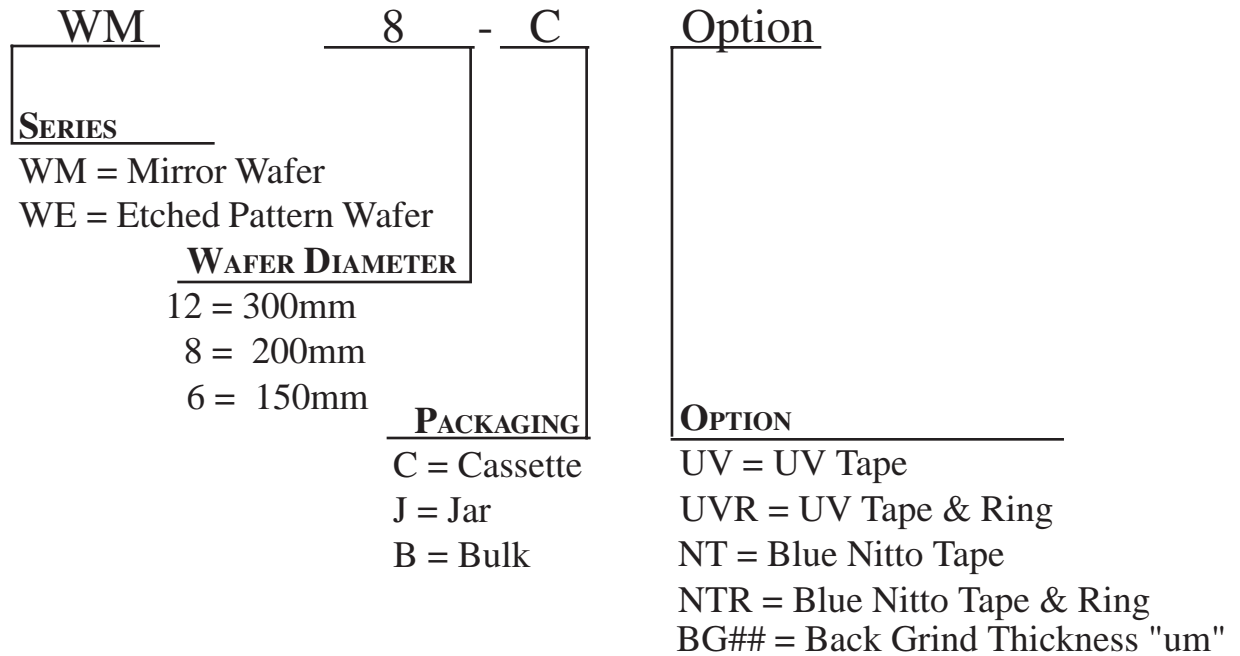 WM 8 - C Option
SERIES
WM = Mirror Wafer
WE = Etched Pattern Wafer
WAFER DIAMETER
12 = 300mm
8 = 200mm
6 = 150mm
PACKAGING
C = Cassette
J = Jar
B = Bulk
OPTION
UV = UV Tape
UVR = UV Tape & Ring
NT = Blue Nitto Tape
NTR = Blue Nitto Tape & Ring
BG## = Back Grind Thickness "um"